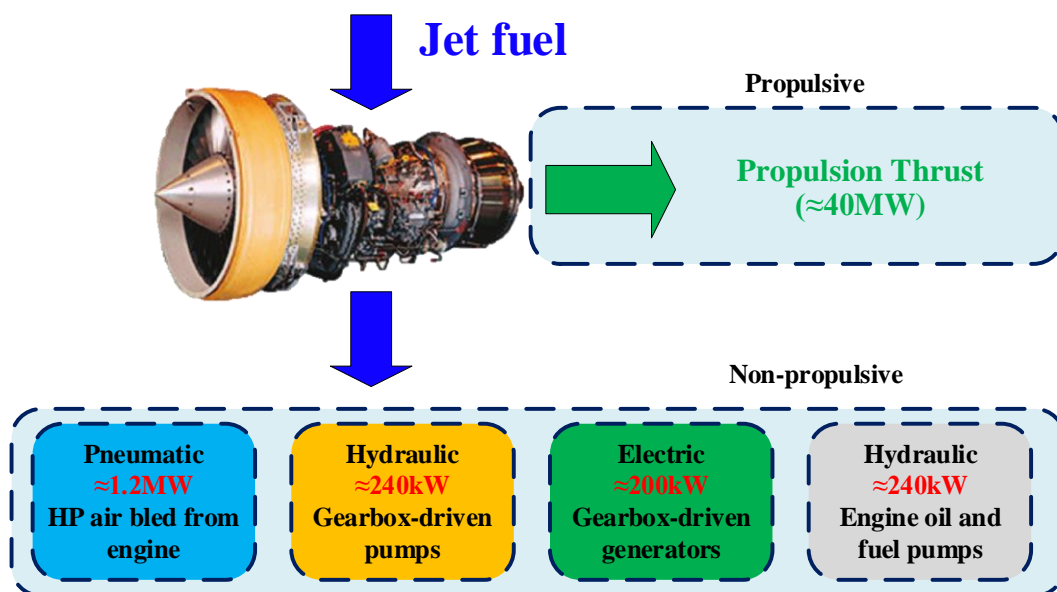 Jet fuel
Propulsive
Propulsion Thrust
(≈40MW)
Non-propulsive
Pneumatic
≈1.2MW
HP air bled from
engine
Hydraulic
≈240kW
Gearbox-driven
pumps
Electric
≈200kW
Gearbox-driven
generators
Hydraulic
≈240kW
Engine oil and
fuel pumps